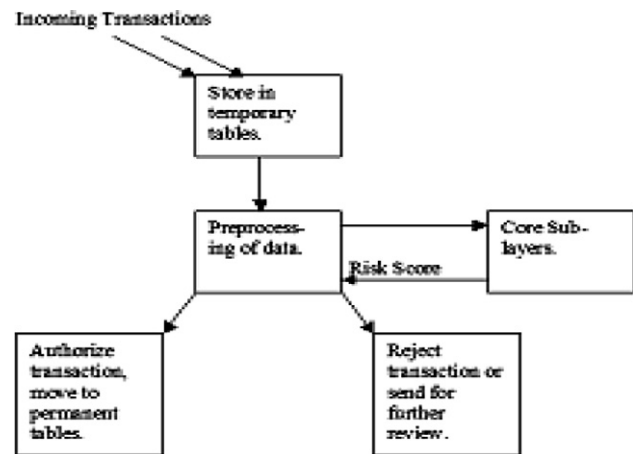 Incoming Transactions
Store in
temporary
tables.
Preprocess-
ing of data.
Core Sub-
layers.
Risk Score
Authorize
transaction,
move to
permanent
tables.
Reject
transaction or
send for
further
review.